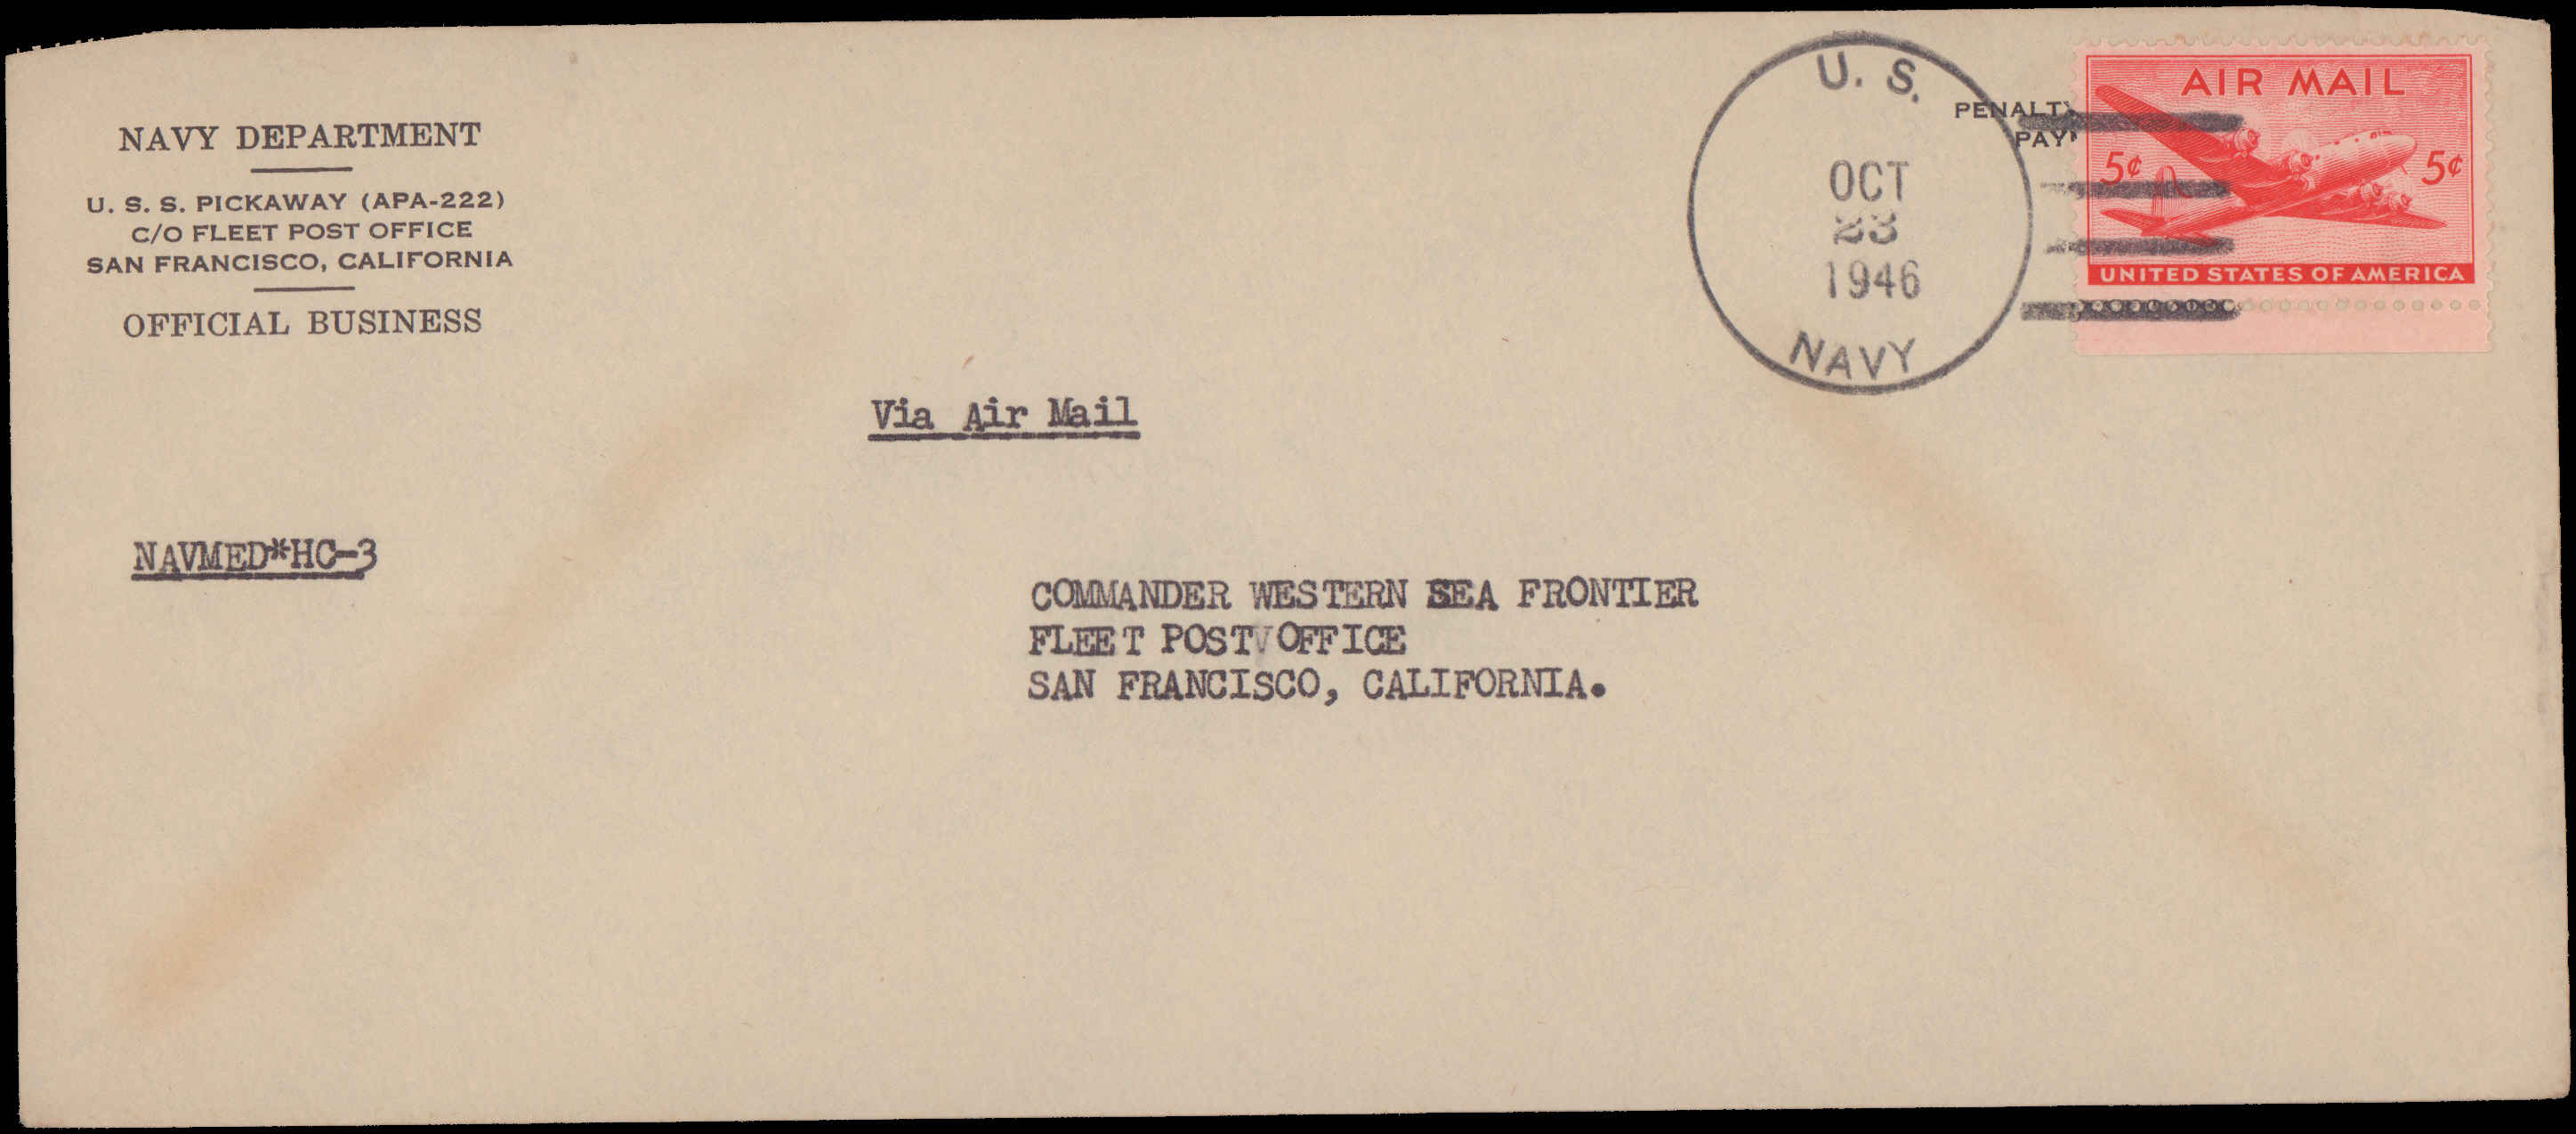 NAVY DEPARTMENT
U. S. S. PICKAWAY (APA-222)
C/O FLEET POST OFFICE
SAN FRANCISCO, CALIFORNIA
OFFICIAL BUSINESS
U. S.
OCT
23
1946
NAVY
PENALTY
PAY
AIR MAIL
5¢ 5¢
UNITED STATES OF AMERICA
Via Air Mail
NAVMED*HC-3
COMMANDER WESTERN SEA FRONTIER
FLEET POST OFFICE
SAN FRANCISCO, CALIFORNIA.